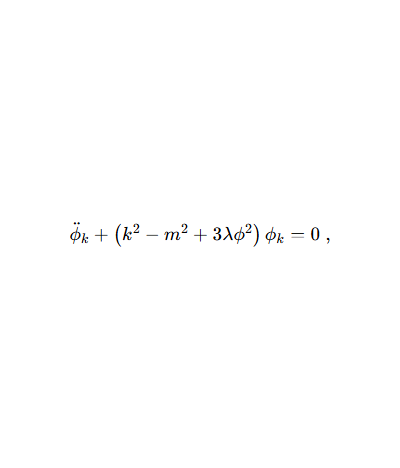 $\ddot{\phi}_k + \left(k^2 - m^2 + 3\lambda\phi^2\right)\phi_k = 0 \; ,$